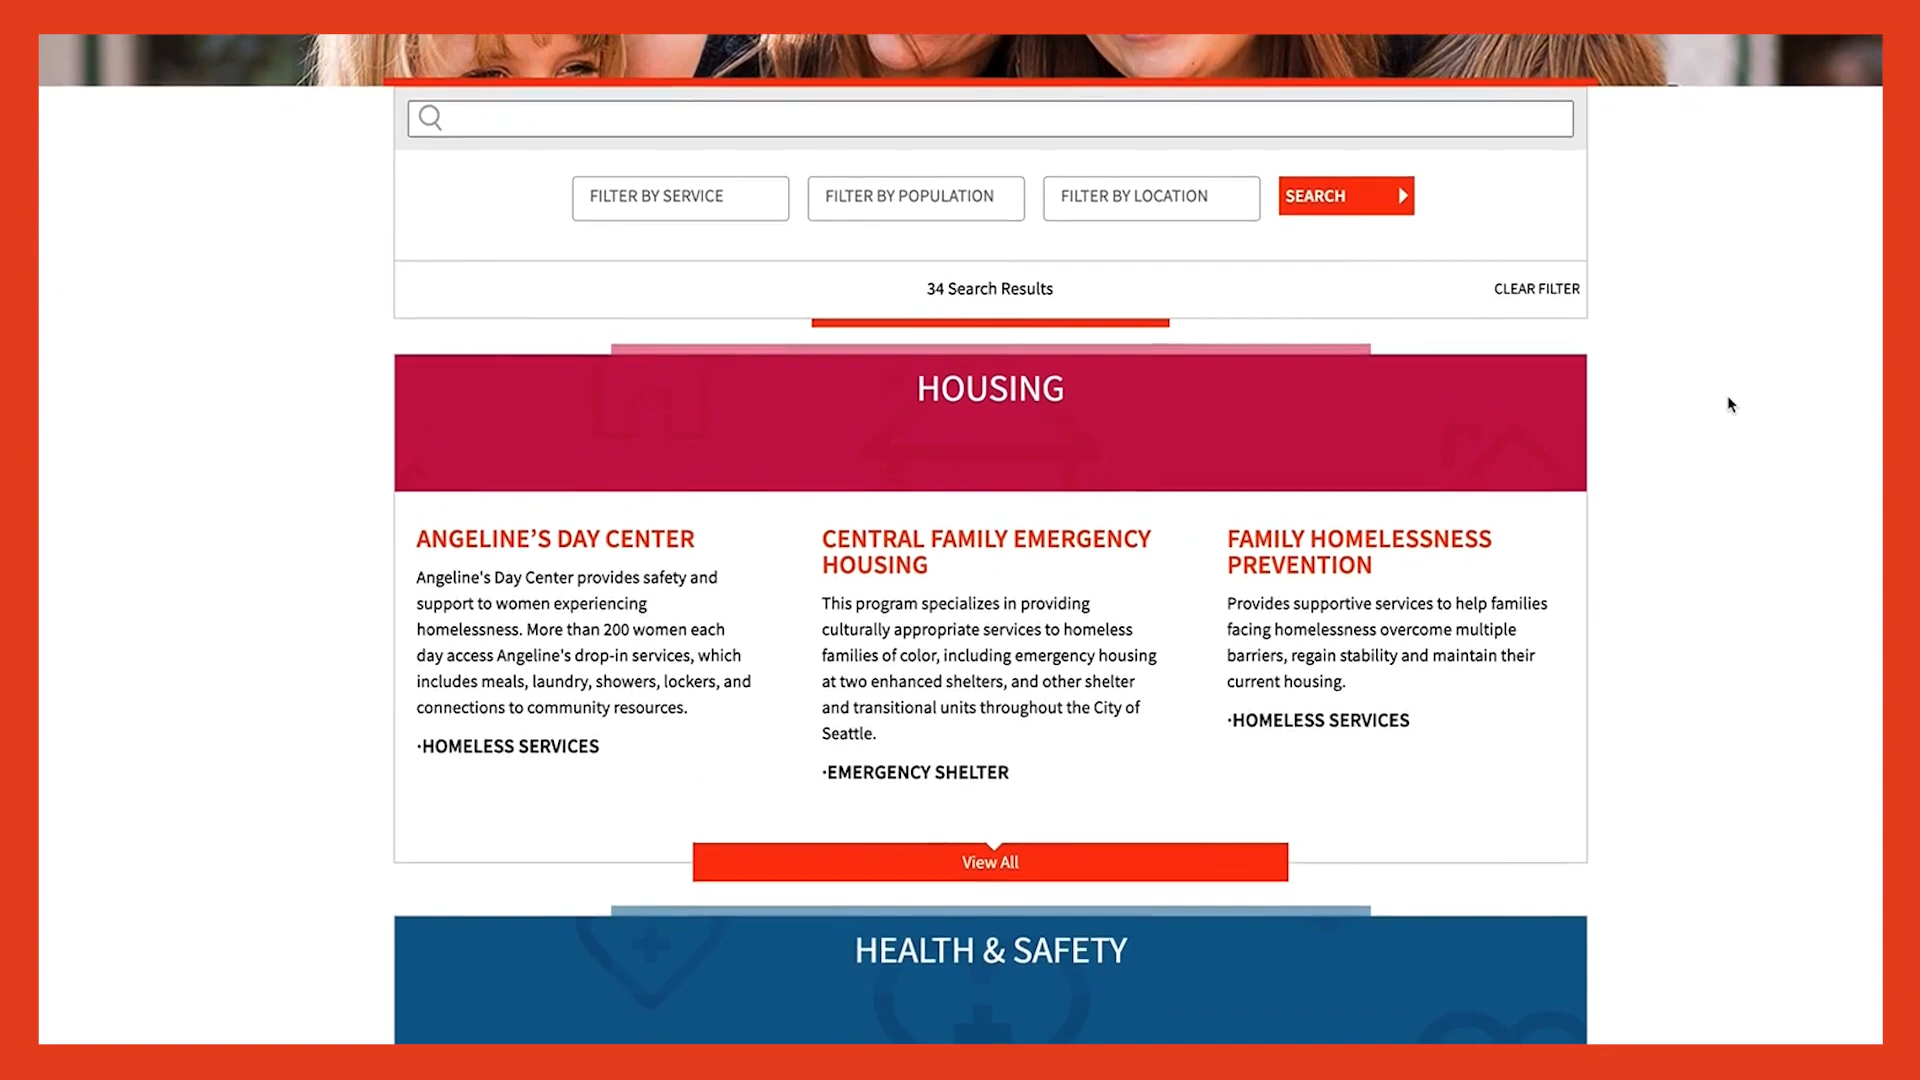 FILTER BY SERVICE
FILTER BY POPULATION
FILTER BY LOCATION
SEARCH
34 Search Results
CLEAR FILTER
HOUSING
ANGELINE’S DAY CENTER
Angeline's Day Center provides safety and
support to women experiencing
homelessness. More than 200 women each
day access Angeline's drop-in services, which
includes meals, laundry, showers, lockers, and
connections to community resources.
·HOMELESS SERVICES
CENTRAL FAMILY EMERGENCY
HOUSING
This program specializes in providing
culturally appropriate services to homeless
families of color, including emergency housing
at two enhanced shelters, and other shelter
and transitional units throughout the City of
Seattle.
·EMERGENCY SHELTER
FAMILY HOMELESSNESS
PREVENTION
Provides supportive services to help families
facing homelessness overcome multiple
barriers, regain stability and maintain their
current housing.
·HOMELESS SERVICES
View All
HEALTH & SAFETY